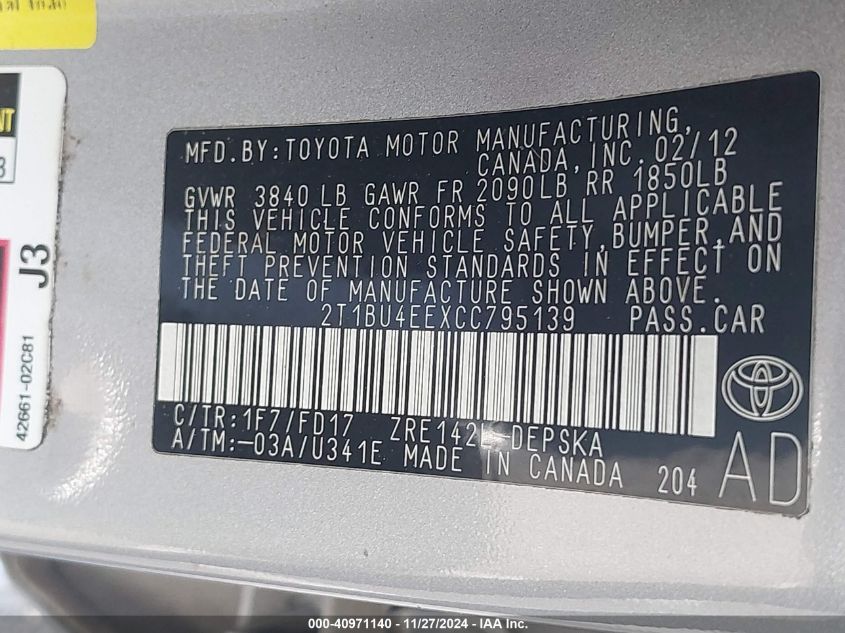 J3
42661-02C81
MFD.BY:TOYOTA MOTOR MANUFACTURING,
CANADA, INC. 02/12
GVWR 3840 LB GAWR FR 2090LB RR 1850LB
THIS VEHICLE CONFORMS TO ALL APPLICABLE
FEDERAL MOTOR VEHICLE SAFETY,BUMPER,AND
THEFT PREVENTION STANDARDS IN EFFECT ON
THE DATE OF MANUFACTURE SHOWN ABOVE.
2T1BU4EEXCC795139 PASS.CAR
C/TR:1F7/FD17 ZRE142L-DEPSKA
A/TM:-03A/U341E MADE IN CANADA 204
AD
000-40971140 - 11/27/2024 - US.IAAI.COM